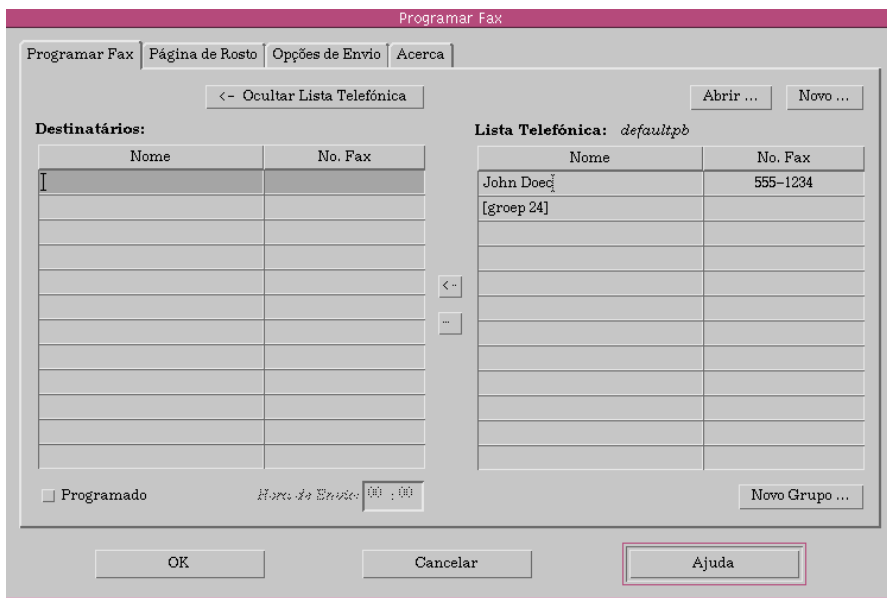 Programar Fax
Programar Fax Página de Rosto Opções de Envio Acerca
<- Ocultar Lista Telefónica Abrir ... Novo ...
Destinatários: Lista Telefónica: defaultpb
Nome No. Fax Nome No. Fax
John Doec 555-1234
[groep 24]
<-
...
Programado Hora de Envio: 00 : 00 Novo Grupo ...
OK Cancelar Ajuda